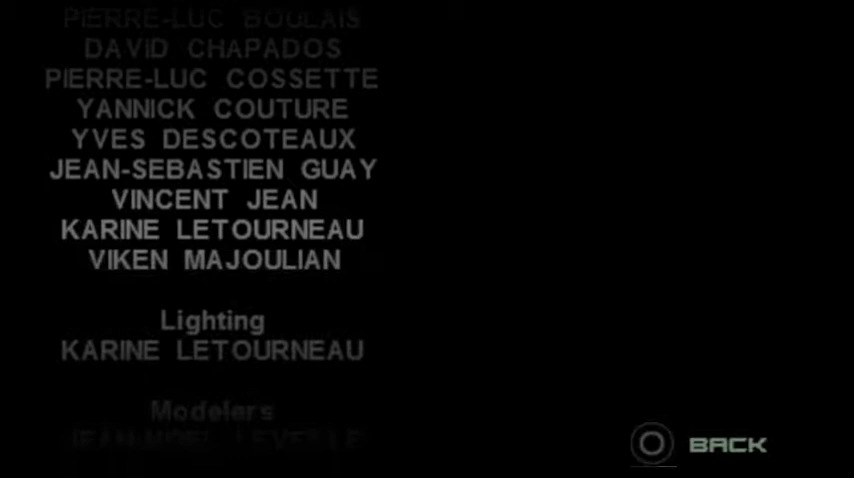 PIERRE-LUC BOULAIS
DAVID CHAPADOS
PIERRE-LUC COSSETTE
YANNICK COUTURE
YVES DESCOTEAUX
JEAN-SEBASTIEN GUAY
VINCENT JEAN
KARINE LETOURNEAU
VIKEN MAJOULIAN
Lighting
KARINE LETOURNEAU
Modelers
BACK